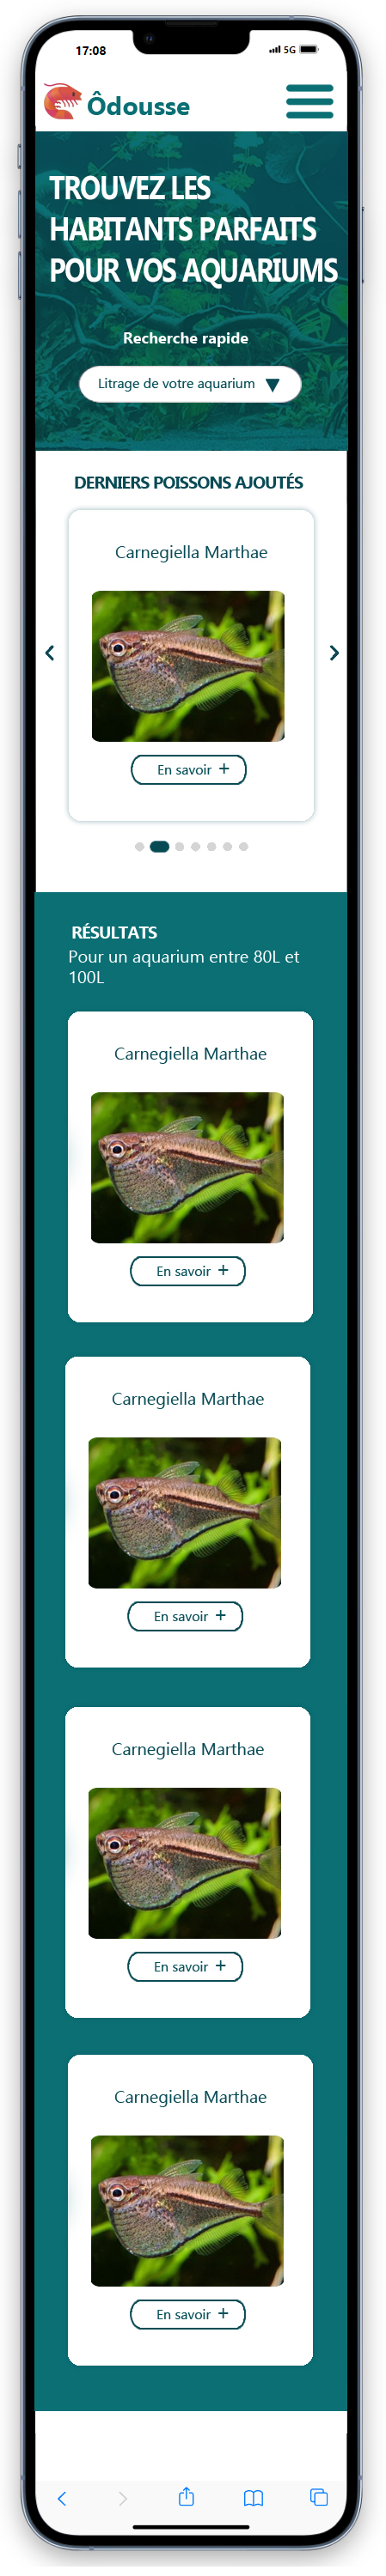 17:08
5G
Ôdousse
TROUVEZ LES
HABITANTS PARFAITS
POUR VOS AQUARIUMS
Recherche rapide
Litrage de votre aquarium
DERNIERS POISSONS AJOUTÉS
Carnegiella Marthae
En savoir +
RÉSULTATS
Pour un aquarium entre 80L et
100L
Carnegiella Marthae
En savoir +
Carnegiella Marthae
En savoir +
Carnegiella Marthae
En savoir +
Carnegiella Marthae
En savoir +